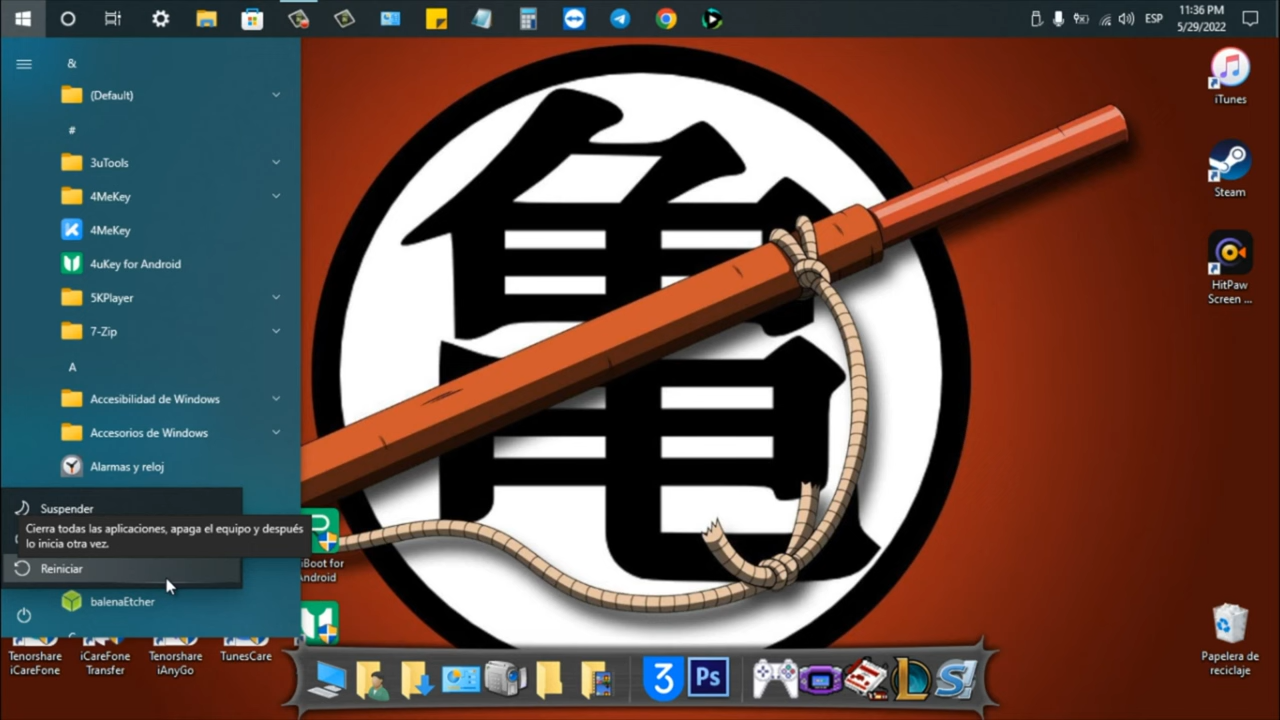 11:36 PM
ESP
5/29/2022
&
(Default)
#
3uTools
4MeKey
4MeKey
4uKey for Android
5KPlayer
7-Zip
A
Accesibilidad de Windows
Accesorios de Windows
Alarmas y reloj
Suspender
Cierra todas las aplicaciones, apaga el equipo y después
lo inicia otra vez.
Reiniciar
balenaEtcher
Tenorshare
iCareFone
iCareFone
Transfer
Tenorshare
iAnyGo
TunesCare
Boot for
Android
亀
iTunes
Steam
HitPaw
Screen ...
Papelera de
reciclaje
3
Ps